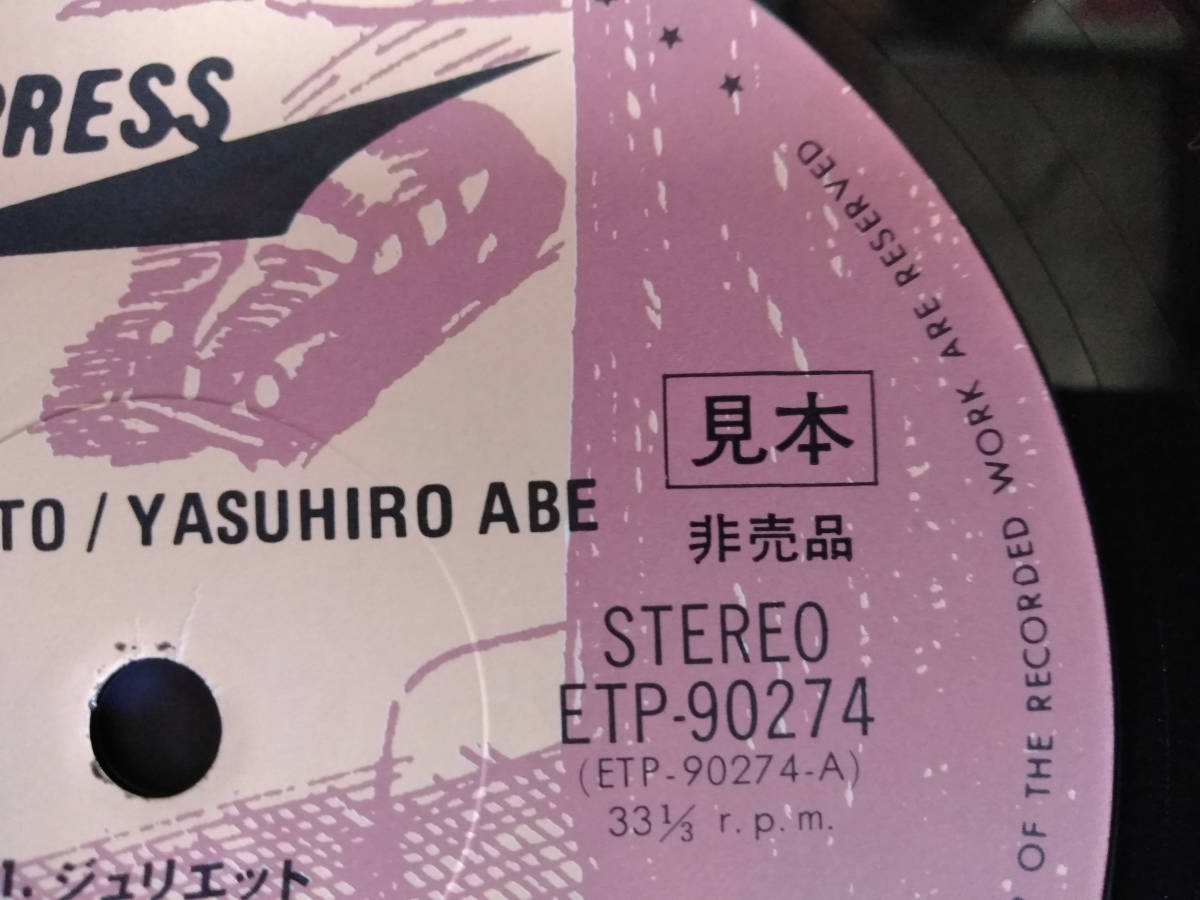 PRESS
TO / YASUHIRO ABE
見本
非売品
STEREO
ETP-90274
(ETP-90274-A)
33⅓ r.p.m.
1. ジュリエット
OF THE RECORDED WORK ARE RESERVED